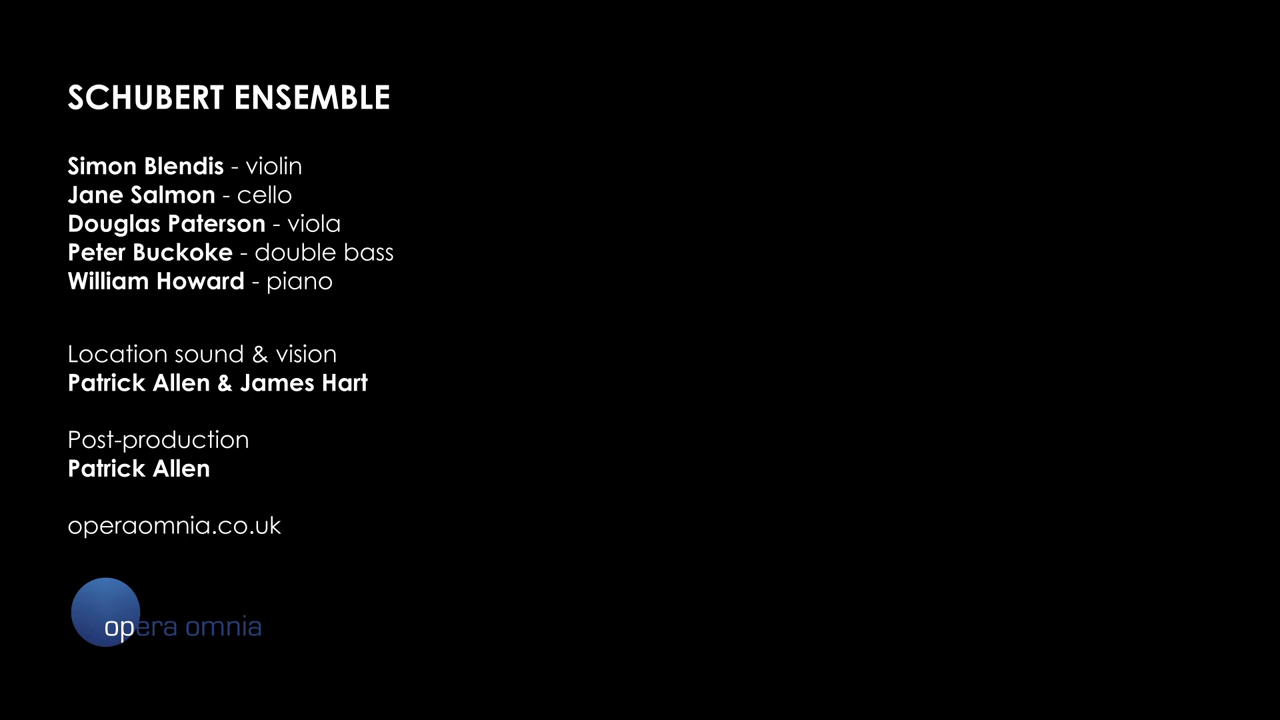 SCHUBERT ENSEMBLE
Simon Blendis - violin
Jane Salmon - cello
Douglas Paterson - viola
Peter Buckoke - double bass
William Howard - piano
Location sound & vision
Patrick Allen & James Hart
Post-production
Patrick Allen
operaomnia.co.uk
opera omnia